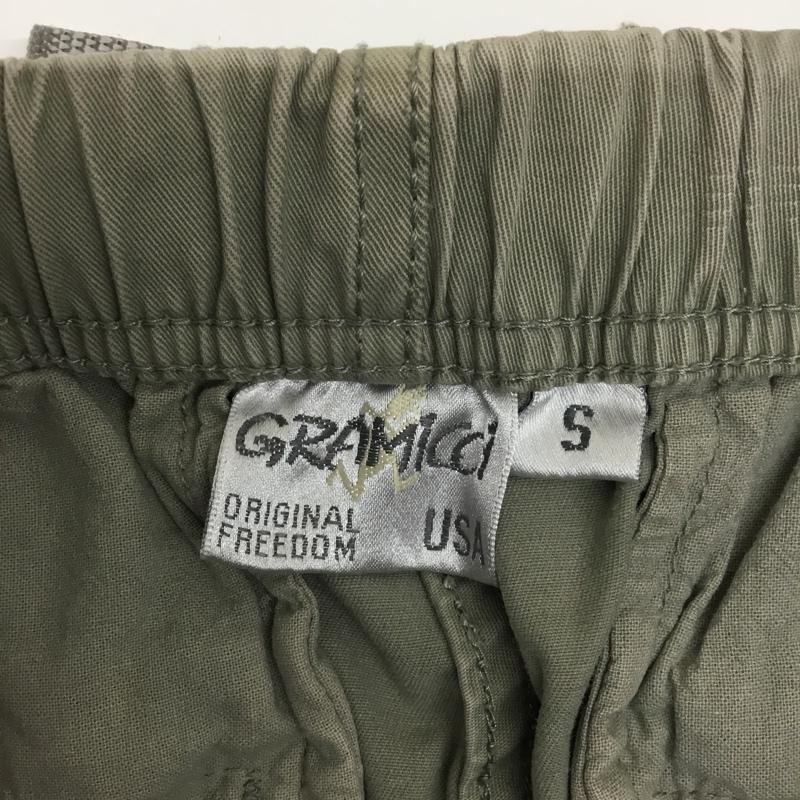 GRAMiCCi
S
ORIGINAL
FREEDOM
USA